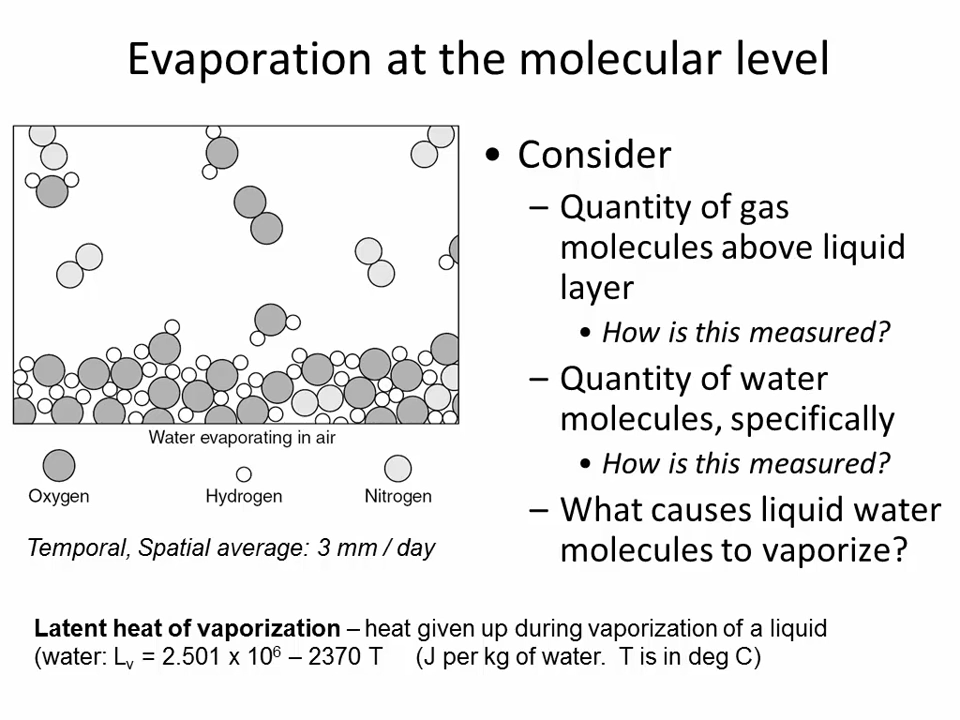 Evaporation at the molecular level
• Consider
– Quantity of gas
molecules above liquid
layer
• How is this measured?
– Quantity of water
molecules, specifically
• How is this measured?
– What causes liquid water
molecules to vaporize?
Water evaporating in air
Oxygen Hydrogen Nitrogen
Temporal, Spatial average: 3 mm / day
Latent heat of vaporization – heat given up during vaporization of a liquid
(water: Lᵥ = 2.501 x 10⁶ – 2370 T (J per kg of water. T is in deg C)